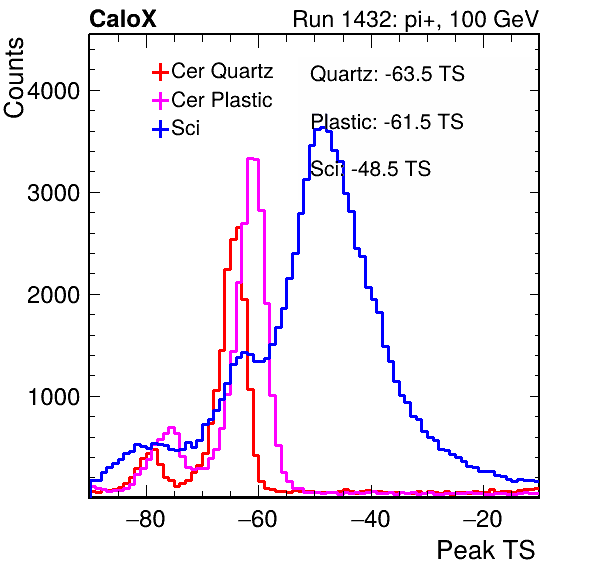 CaloX
Run 1432: pi+, 100 GeV
Counts
Cer Quartz
Cer Plastic
Sci
Quartz: -63.5 TS
Plastic: -61.5 TS
Sci: -48.5 TS
4000
3000
2000
1000
−80
−60
−40
−20
Peak TS